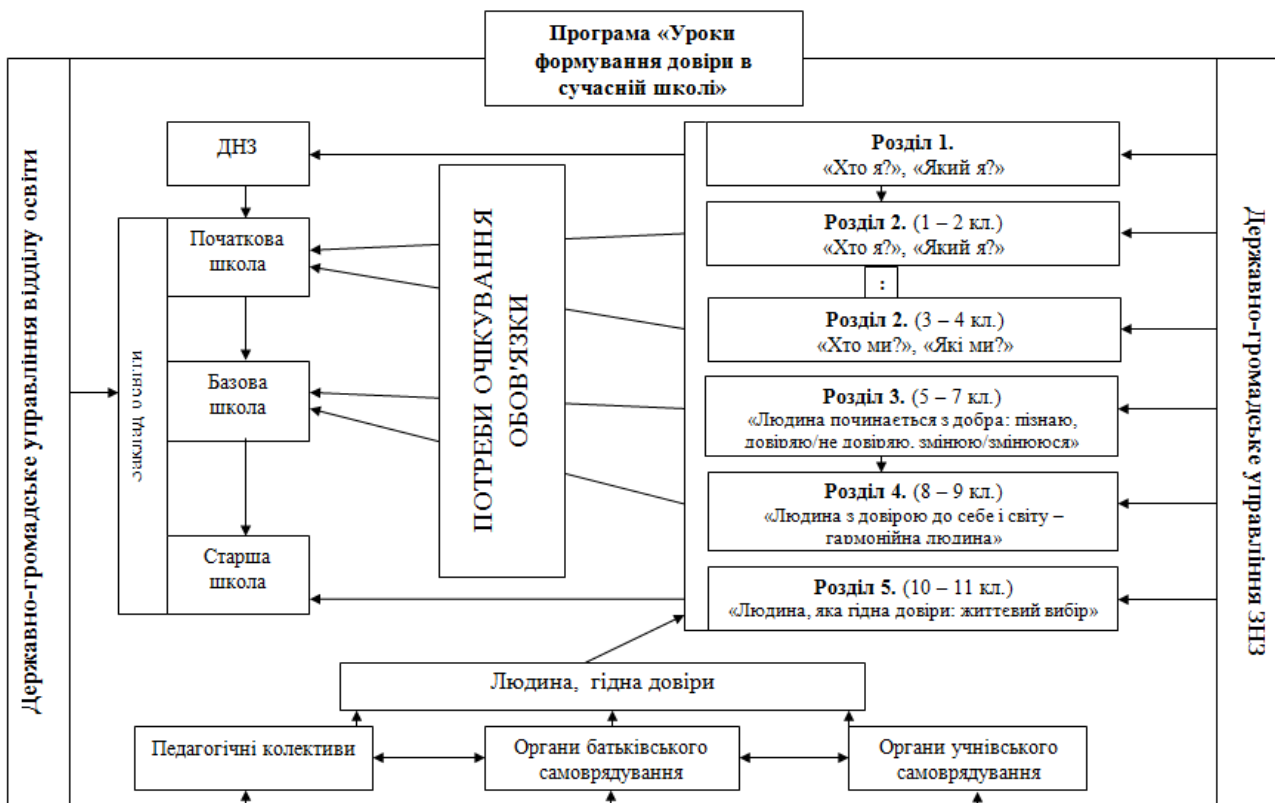 Програма «Уроки
формування довіри в
сучасній школі»
Державно-громадське управління відділу освіти
ДНЗ
Заклад освіти
Початкова
школа
Базова
школа
Старша
школа
ПОТРЕБИ ОЧІКУВАННЯ
ОБОВ'ЯЗКИ
Розділ 1.
«Хто я?», «Який я?»
Розділ 2. (1 – 2 кл.)
«Хто я?», «Який я?»
:
Розділ 2. (3 – 4 кл.)
«Хто ми?», «Які ми?»
Розділ 3. (5 – 7 кл.)
«Людина починається з добра: пізнаю,
довіряю/не довіряю, змінюю/змінююся»
Розділ 4. (8 – 9 кл.)
«Людина з довірою до себе і світу –
гармонійна людина»
Розділ 5. (10 – 11 кл.)
«Людина, яка гідна довіри: життєвий вибір»
Державно-громадське управління ЗНЗ
Людина, гідна довіри
Педагогічні колективи
Органи батьківського
самоврядування
Органи учнівського
самоврядування